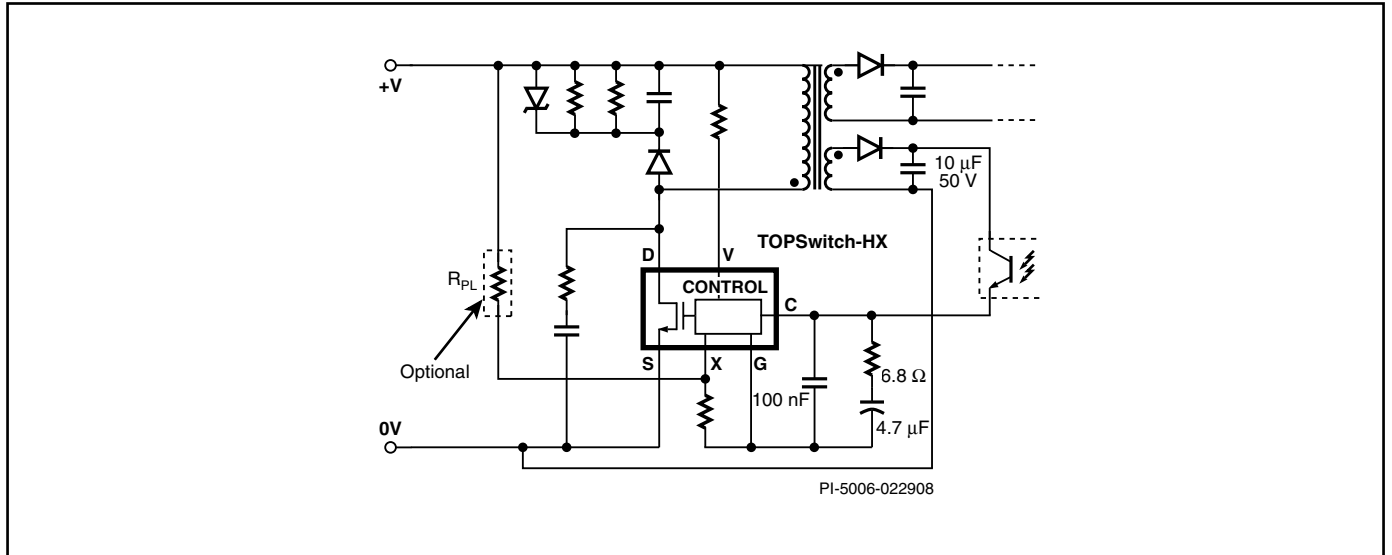 +V
10 µF
50 V
TOPSwitch-HX
D
V
R_PL
CONTROL
C
S
X
G
Optional
6.8 Ω
100 nF
4.7 µF
0V
PI-5006-022908